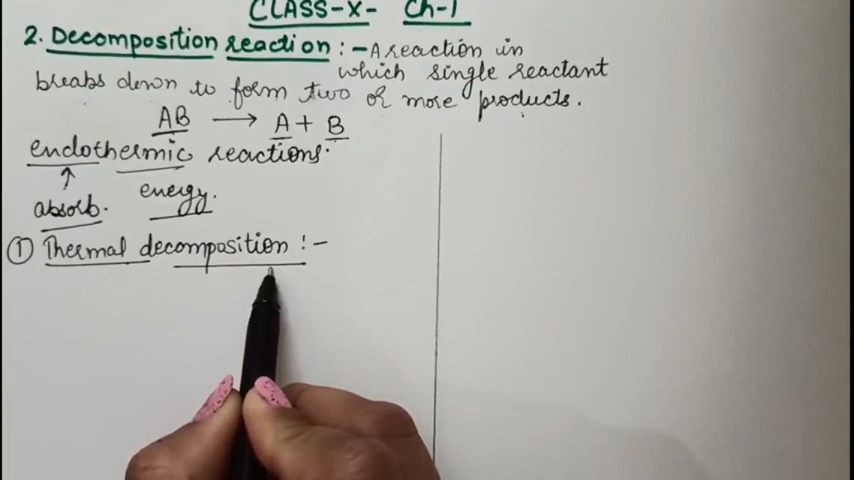 CLASS-X- Ch-1
2. Decomposition reaction :- A reaction in
which single reactant
breaks down to form two or more products.
AB → A + B
endothermic reactions.
↑
absorb. energy.
① Thermal decomposition :-